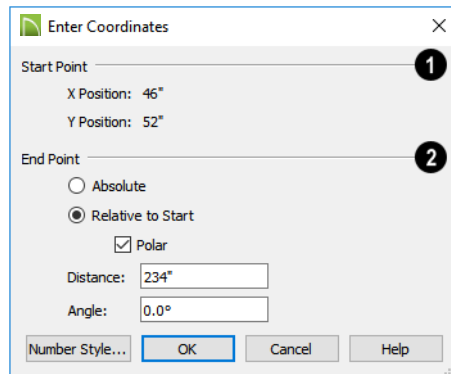 Enter Coordinates
Start Point 1
X Position: 46"
Y Position: 52"
End Point 2
Absolute
Relative to Start
Polar
Distance: 234"
Angle: 0.0°
Number Style... OK Cancel Help